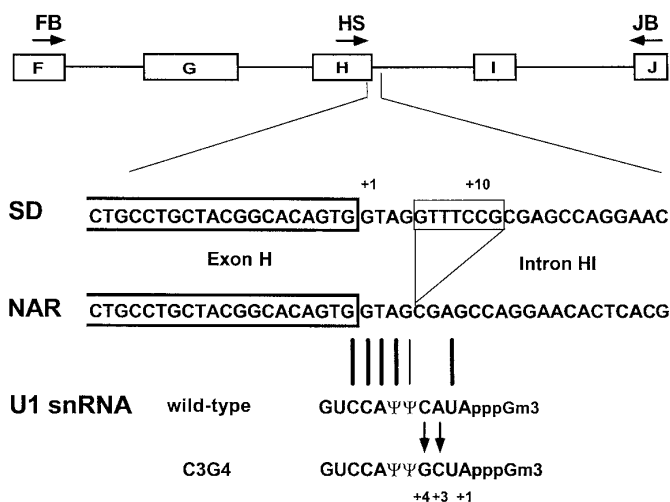 FB HS JB
F G H I J
+1 +10
SD CTGCCTGCTACGGCACAGTG GTAGGTTTCCGCGAGCCAGGAAC
Exon H Intron HI
NAR CTGCCTGCTACGGCACAGTG GTAGCGAGCCAGGAACACTCACG
U1 snRNA wild-type GUCCAΨΨCAUApppGm3
C3G4 GUCCAΨΨGCUApppGm3
+4 +3 +1